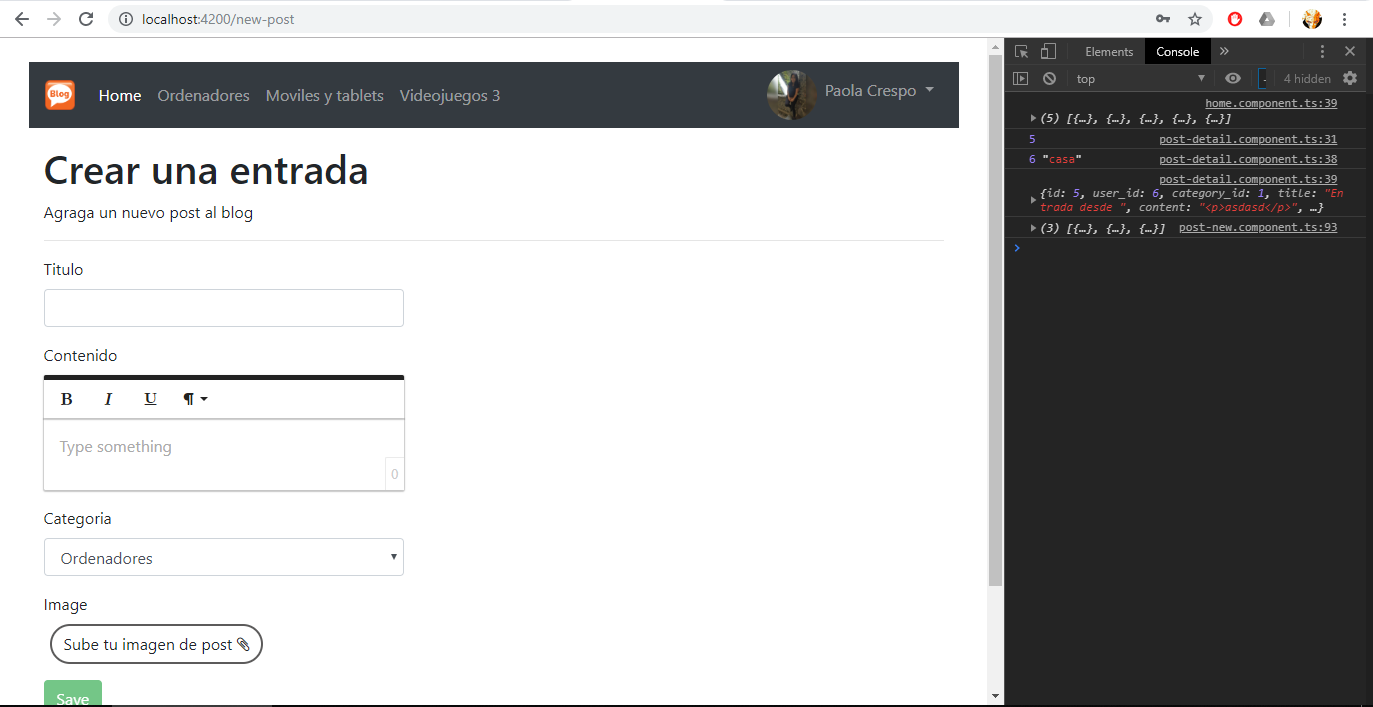 localhost:4200/new-post
Elements Console »
top 4 hidden
Blog Home Ordenadores Moviles y tablets Videojuegos 3 Paola Crespo
Crear una entrada
Agraga un nuevo post al blog
Titulo
Contenido
B I U ¶
Type something
0
Categoria
Ordenadores
Image
Sube tu imagen de post
Save
home.component.ts:39
(5) [{…}, {…}, {…}, {…}, {…}]
5 post-detail.component.ts:31
6 "casa" post-detail.component.ts:38
post-detail.component.ts:39
{id: 5, user_id: 6, category_id: 1, title: "En
trada desde ", content: "<p>asdasd</p>", …}
(3) [{…}, {…}, {…}] post-new.component.ts:93
>